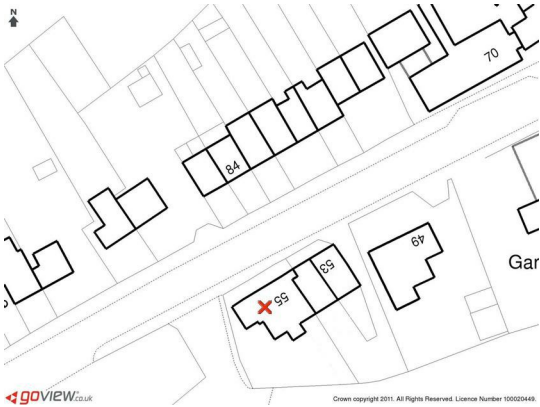 N
70
84
49
Gar
53
55
goview.co.uk
Crown copyright 2011. All Rights Reserved. Licence Number 100020449.